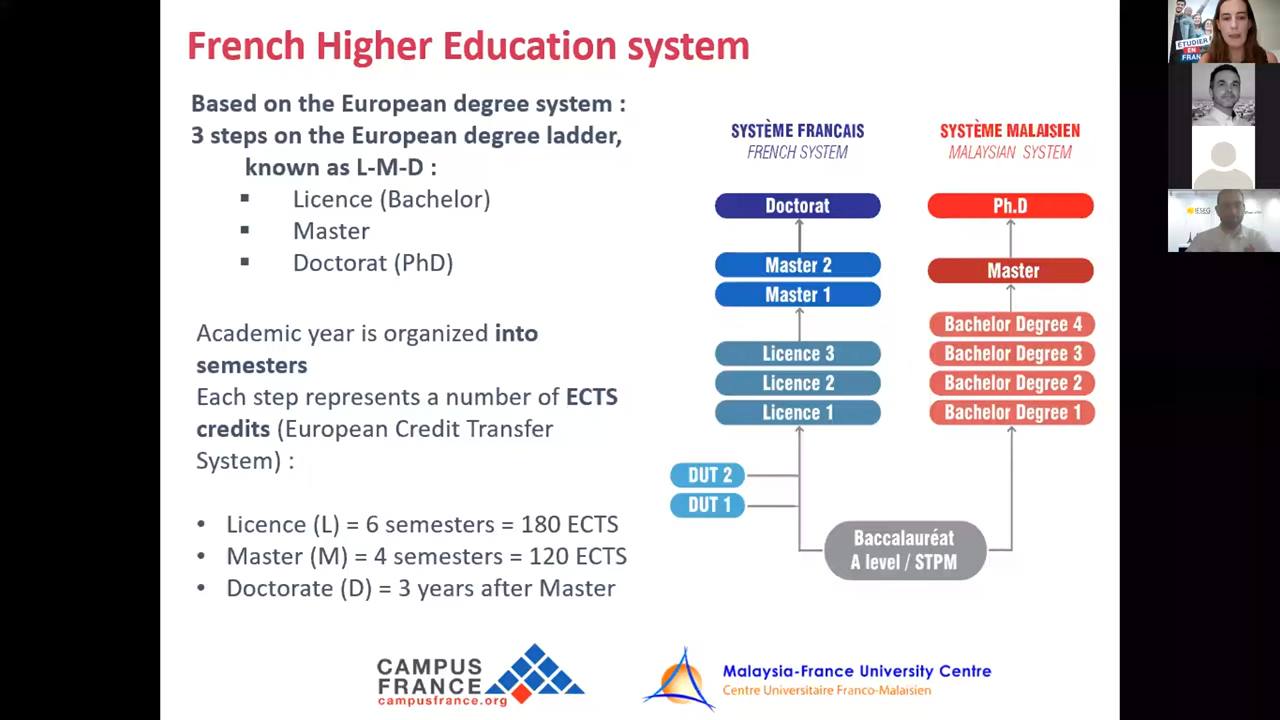 French Higher Education system
Based on the European degree system :
3 steps on the European degree ladder,
known as L-M-D :
▪ Licence (Bachelor)
▪ Master
▪ Doctorat (PhD)
Academic year is organized into
semesters
Each step represents a number of ECTS
credits (European Credit Transfer
System) :
• Licence (L) = 6 semesters = 180 ECTS
• Master (M) = 4 semesters = 120 ECTS
• Doctorate (D) = 3 years after Master
SYSTÈME FRANCAIS
FRENCH SYSTEM
Doctorat
Master 2
Master 1
Licence 3
Licence 2
Licence 1
DUT 2
DUT 1
SYSTÈME MALAISIEN
MALAYSIAN SYSTEM
Ph.D
Master
Bachelor Degree 4
Bachelor Degree 3
Bachelor Degree 2
Bachelor Degree 1
Baccalauréat
A level / STPM
CAMPUS
FRANCE
campusfrance.org
Malaysia-France University Centre
Centre Universitaire Franco-Malaisien
ÉTUDIER
EN
FRAN
IESEG